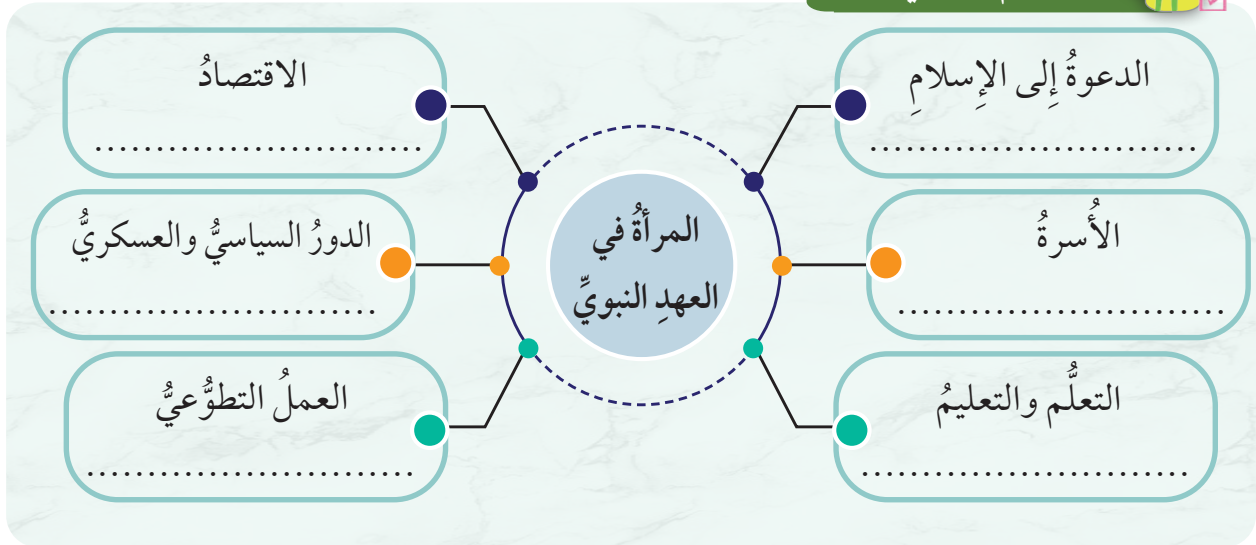 الدعوةُ إِلى الإِسلامِ
..........................
الأُسرةُ
..........................
التعلُّم والتعليمُ
..........................
المرأةُ في
العهدِ النبويِّ
الاقتصادُ
..........................
الدورُ السياسيُّ والعسكريُّ
..........................
العملُ التطوُّعيُّ
..........................